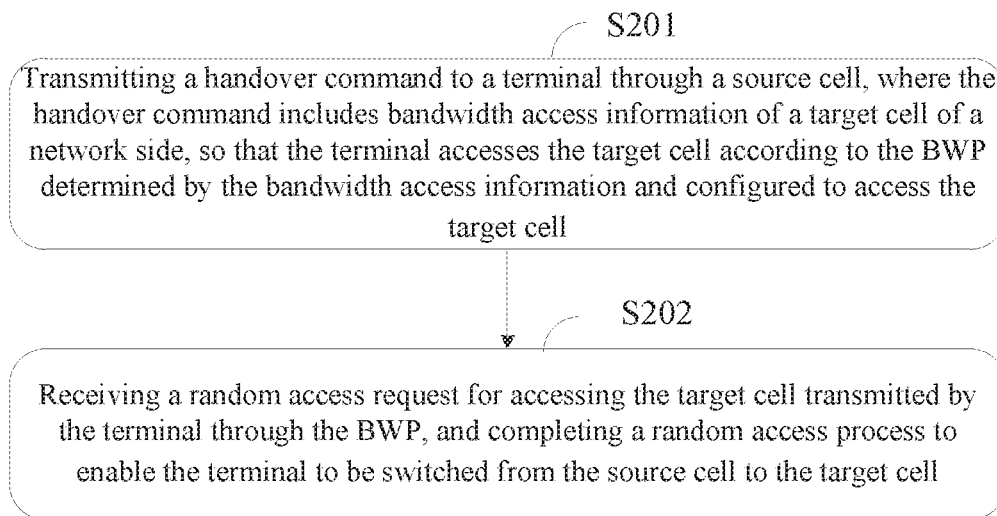 S201
Transmitting a handover command to a terminal through a source cell, where the
handover command includes bandwidth access information of a target cell of a
network side, so that the terminal accesses the target cell according to the BWP
determined by the bandwidth access information and configured to access the
target cell
S202
Receiving a random access request for accessing the target cell transmitted by
the terminal through the BWP, and completing a random access process to
enable the terminal to be switched from the source cell to the target cell